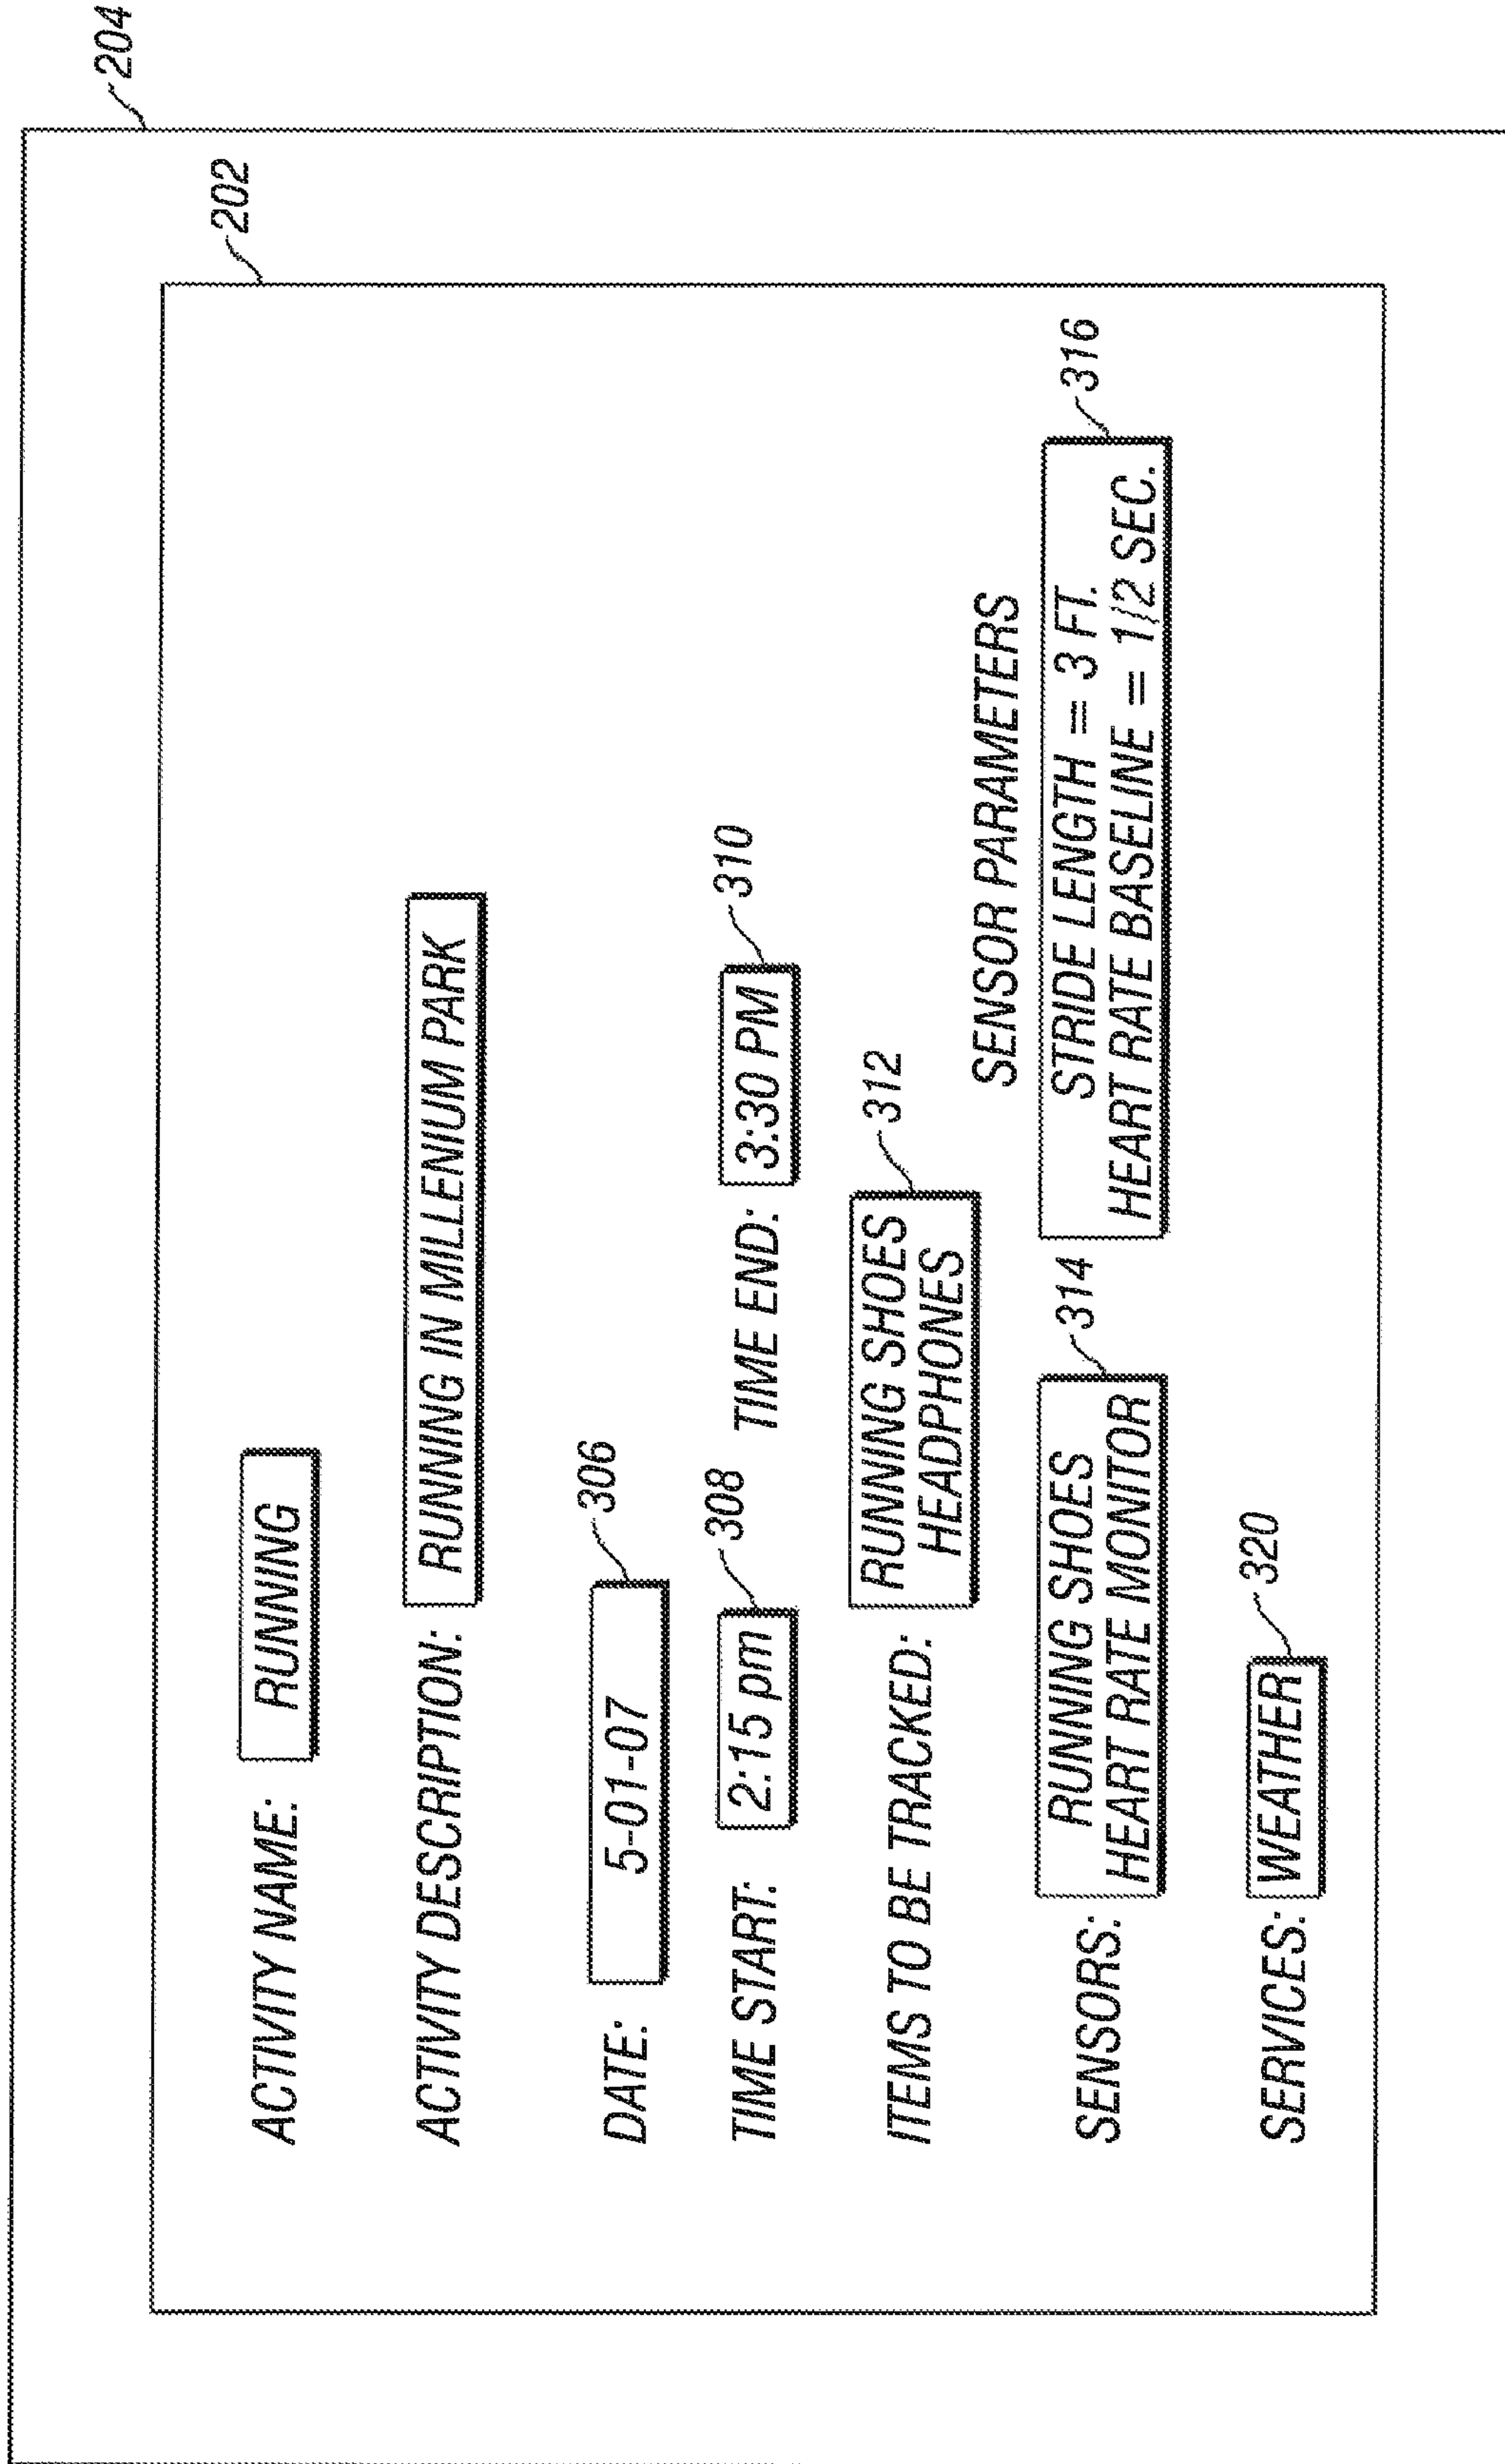 204
202
ACTIVITY NAME: RUNNING
ACTIVITY DESCRIPTION: RUNNING IN MILLENIUM PARK
DATE: 5-01-07 306
TIME START: 2:15 pm 308 TIME END: 3:30 PM 310
ITEMS TO BE TRACKED: RUNNING SHOES 312
HEADPHONES
SENSOR PARAMETERS
SENSORS: RUNNING SHOES 314 STRIDE LENGTH = 3 FT. 316
HEART RATE MONITOR HEART RATE BASELINE = 1/2 SEC.
SERVICES: WEATHER 320